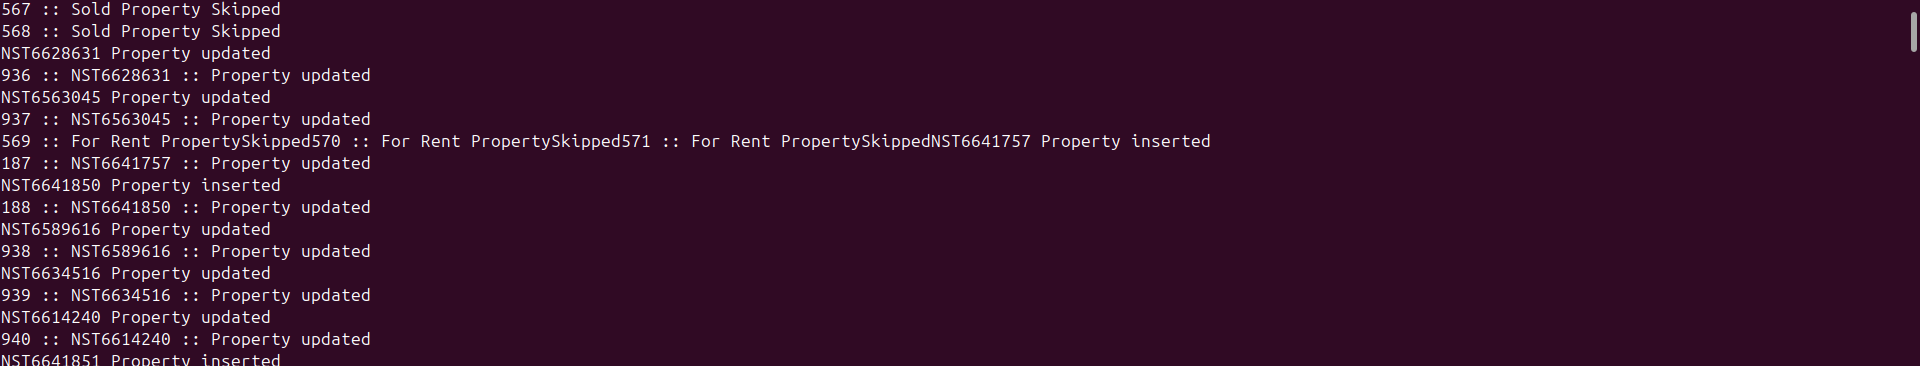 567 :: Sold Property Skipped
568 :: Sold Property Skipped
NST6628631 Property updated
936 :: NST6628631 :: Property updated
NST6563045 Property updated
937 :: NST6563045 :: Property updated
569 :: For Rent PropertySkipped570 :: For Rent PropertySkipped571 :: For Rent PropertySkippedNST6641757 Property inserted
187 :: NST6641757 :: Property updated
NST6641850 Property inserted
188 :: NST6641850 :: Property updated
NST6589616 Property updated
938 :: NST6589616 :: Property updated
NST6634516 Property updated
939 :: NST6634516 :: Property updated
NST6614240 Property updated
940 :: NST6614240 :: Property updated
NST6641851 Property inserted